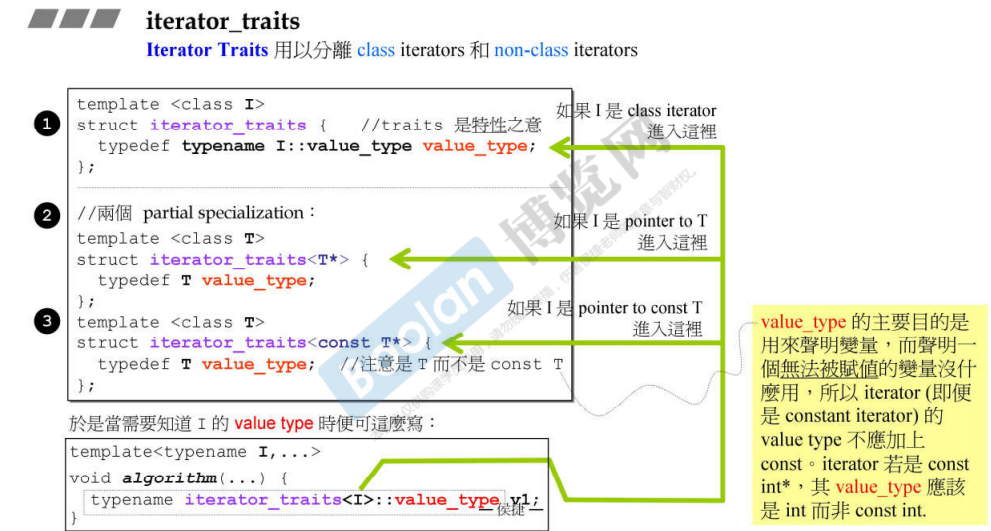 iterator_traits
Iterator Traits 用以分離 class iterators 和 non-class iterators
1
template <class I>
struct iterator_traits { //traits 是特性之意
typedef typename I::value_type value_type;
};
如果 I 是 class iterator
進入這裡
2
//兩個 partial specialization：
template <class T>
struct iterator_traits<T*> {
typedef T value_type;
};
如果 I 是 pointer to T
進入這裡
3
template <class T>
struct iterator_traits<const T*> {
typedef T value_type; //注意是 T 而不是 const T
};
如果 I 是 pointer to const T
進入這裡
於是當需要知道 I 的 value type 時便可這麼寫：
template<typename I,...>
void algorithm(...) {
typename iterator_traits<I>::value_type v1;
}
— 侯捷 —
value_type 的主要目的是
用來聲明變量，而聲明一
個無法被賦值的變量沒什
麼用，所以 iterator (即便
是 constant iterator) 的
value type 不應加上
const。iterator 若是 const
int*，其 value_type 應該
是 int 而非 const int.
Boolan
博览网